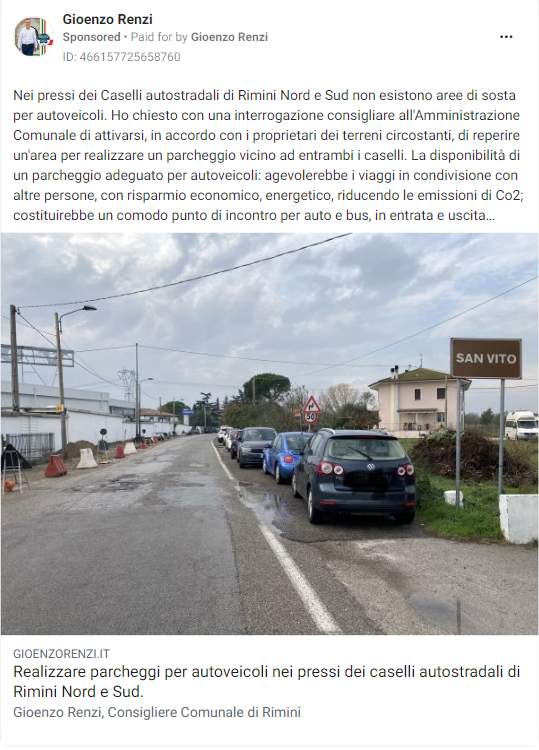 Gioenzo Renzi
Sponsored • Paid for by Gioenzo Renzi
ID: 466157725658760
Nei pressi dei Caselli autostradali di Rimini Nord e Sud non esistono aree di sosta
per autoveicoli. Ho chiesto con una interrogazione consigliare all'Amministrazione
Comunale di attivarsi, in accordo con i proprietari dei terreni circostanti, di reperire
un'area per realizzare un parcheggio vicino ad entrambi i caselli. La disponibilità di
un parcheggio adeguato per autoveicoli: agevolerebbe i viaggi in condivisione con
altre persone, con risparmio economico, energetico, riducendo le emissioni di Co2;
costituirebbe un comodo punto di incontro per auto e bus, in entrata e uscita...
SAN VITO
50
GIOENZORENZI.IT
Realizzare parcheggi per autoveicoli nei pressi dei caselli autostradali di
Rimini Nord e Sud.
Gioenzo Renzi, Consigliere Comunale di Rimini